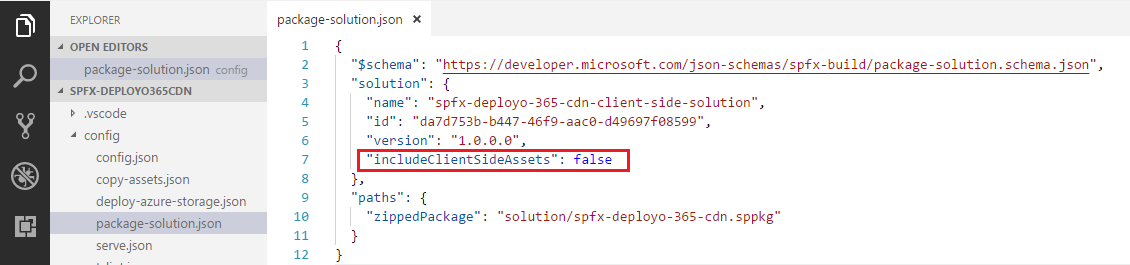 EXPLORER
OPEN EDITORS
package-solution.json config
SPFX-DEPLOYO365CDN
.vscode
config
config.json
copy-assets.json
deploy-azure-storage.json
package-solution.json
serve.json
package-solution.json ×
1 {
2 "$schema": "https://developer.microsoft.com/json-schemas/spfx-build/package-solution.schema.json",
3 "solution": {
4 "name": "spfx-deployo-365-cdn-client-side-solution",
5 "id": "da7d753b-b447-46f9-aac0-d49697f08599",
6 "version": "1.0.0.0",
7 "includeClientSideAssets": false
8 },
9 "paths": {
10 "zippedPackage": "solution/spfx-deployo-365-cdn.sppkg"
11 }
12 }